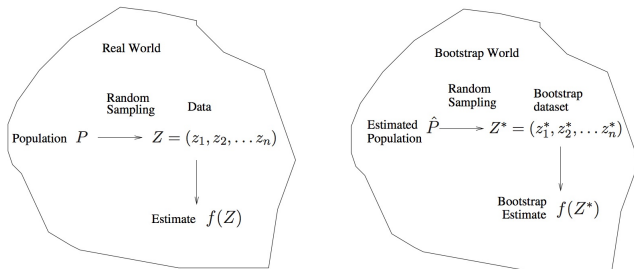 Real World
Random
Sampling
Data
Population P Z = (z₁, z₂, . . . zₙ)
Estimate f(Z)
Bootstrap World
Random
Sampling
Bootstrap
dataset
Estimated
Population P̂ Z* = (z₁*, z₂*, . . . zₙ*)
Bootstrap
Estimate f(Z*)